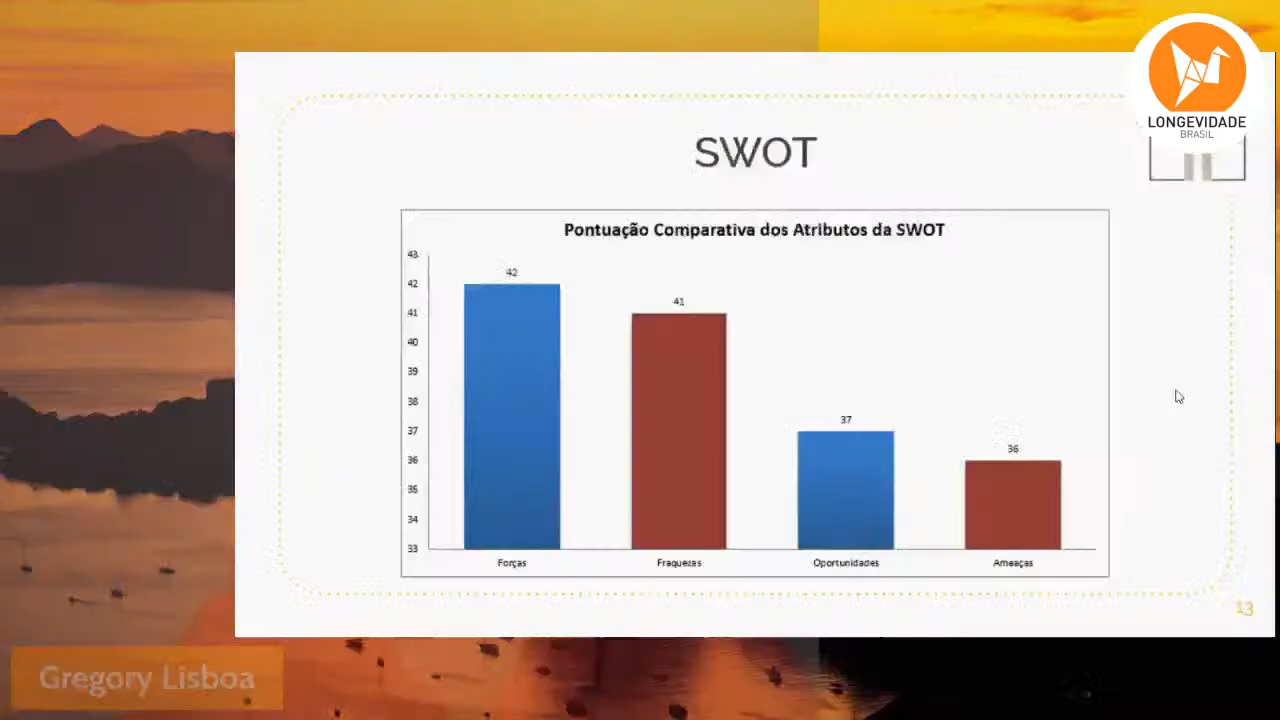 LONGEVIDADE
BRASIL
SWOT
Pontuação Comparativa dos Atributos da SWOT
43
42
41
40
39
38
37
36
35
34
33
42
41
37
36
Forças
Fraquezas
Oportunidades
Ameaças
13
Gregory Lisboa